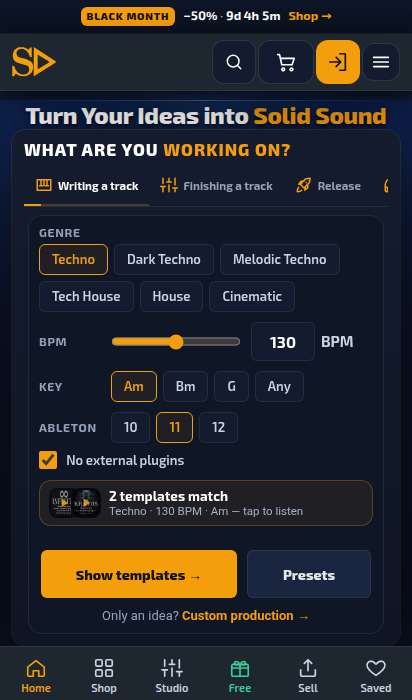 BLACK MONTH −50% · 9d 4h 5m Shop →
Turn Your Ideas into Solid Sound
WHAT ARE YOU WORKING ON?
Writing a track Finishing a track Release
GENRE
Techno Dark Techno Melodic Techno
Tech House House Cinematic
BPM 130 BPM
KEY Am Bm G Any
ABLETON 10 11 12
No external plugins
2 templates match
Techno · 130 BPM · Am — tap to listen
Show templates → Presets
Only an idea? Custom production →
Home Shop Studio Free Sell Saved